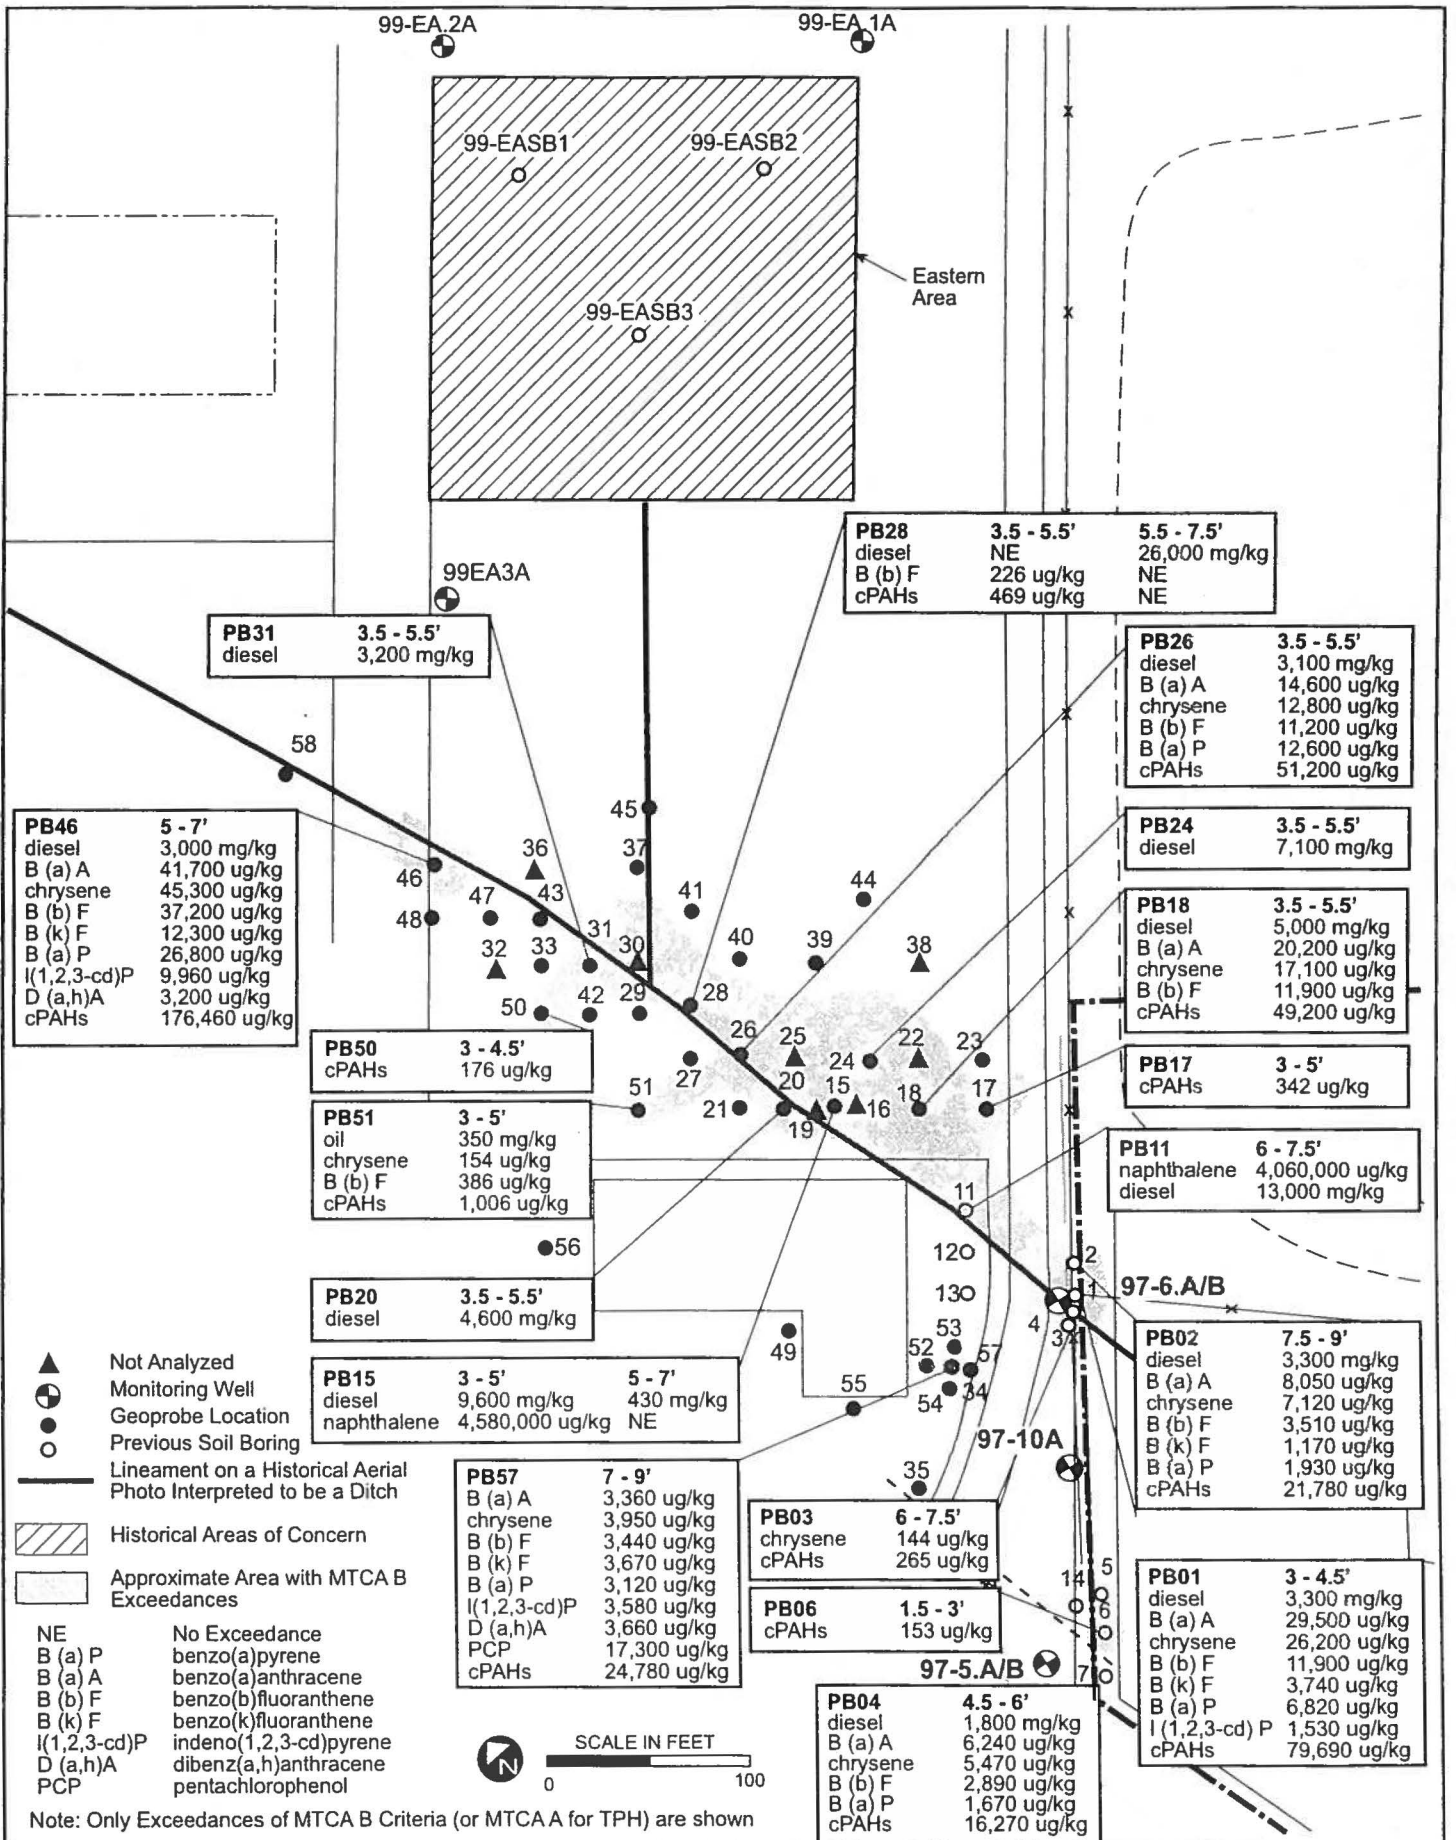 99-EA.2A
99-EA.1A
99-EASB1
99-EASB2
99-EASB3
Eastern
Area
99EA3A
PB28 3.5 - 5.5' 5.5 - 7.5'
diesel NE 26,000 mg/kg
B (b) F 226 ug/kg NE
cPAHs 469 ug/kg NE
PB31 3.5 - 5.5'
diesel 3,200 mg/kg
PB26 3.5 - 5.5'
diesel 3,100 mg/kg
B (a) A 14,600 ug/kg
chrysene 12,800 ug/kg
B (b) F 11,200 ug/kg
B (a) P 12,600 ug/kg
cPAHs 51,200 ug/kg
58
45
PB46 5 - 7'
diesel 3,000 mg/kg
B (a) A 41,700 ug/kg
chrysene 45,300 ug/kg
B (b) F 37,200 ug/kg
B (k) F 12,300 ug/kg
B (a) P 26,800 ug/kg
I(1,2,3-cd)P 9,960 ug/kg
D (a,h)A 3,200 ug/kg
cPAHs 176,460 ug/kg
PB24 3.5 - 5.5'
diesel 7,100 mg/kg
36
37
46
47
43
41
44
48
31
30
40
39
38
32
33
PB18 3.5 - 5.5'
diesel 5,000 mg/kg
B (a) A 20,200 ug/kg
chrysene 17,100 ug/kg
B (b) F 11,900 ug/kg
cPAHs 49,200 ug/kg
50
42
29
28
26
25
24
22
23
27
PB50 3 - 4.5'
cPAHs 176 ug/kg
PB17 3 - 5'
cPAHs 342 ug/kg
51
21
20
15
16
18
17
19
PB51 3 - 5'
oil 350 mg/kg
chrysene 154 ug/kg
B (b) F 386 ug/kg
cPAHs 1,006 ug/kg
PB11 6 - 7.5'
naphthalene 4,060,000 ug/kg
diesel 13,000 mg/kg
11
12
13
56
2
1
97-6.A/B
4
3
PB20 3.5 - 5.5'
diesel 4,600 mg/kg
49
52
53
57
54
34
55
PB15 3 - 5' 5 - 7'
diesel 9,600 mg/kg 430 mg/kg
naphthalene 4,580,000 ug/kg NE
PB02 7.5 - 9'
diesel 3,300 mg/kg
B (a) A 8,050 ug/kg
chrysene 7,120 ug/kg
B (b) F 3,510 ug/kg
B (k) F 1,170 ug/kg
B (a) P 1,930 ug/kg
cPAHs 21,780 ug/kg
97-10A
35
PB57 7 - 9'
B (a) A 3,360 ug/kg
chrysene 3,950 ug/kg
B (b) F 3,440 ug/kg
B (k) F 3,670 ug/kg
B (a) P 3,120 ug/kg
I(1,2,3-cd)P 3,580 ug/kg
D (a,h)A 3,660 ug/kg
PCP 17,300 ug/kg
cPAHs 24,780 ug/kg
PB03 6 - 7.5'
chrysene 144 ug/kg
cPAHs 265 ug/kg
PB06 1.5 - 3'
cPAHs 153 ug/kg
14
5
6
7
97-5.A/B
PB01 3 - 4.5'
diesel 3,300 mg/kg
B (a) A 29,500 ug/kg
chrysene 26,200 ug/kg
B (b) F 11,900 ug/kg
B (k) F 3,740 ug/kg
B (a) P 6,820 ug/kg
I (1,2,3-cd) P 1,530 ug/kg
cPAHs 79,690 ug/kg
PB04 4.5 - 6'
diesel 1,800 mg/kg
B (a) A 6,240 ug/kg
chrysene 5,470 ug/kg
B (b) F 2,890 ug/kg
B (a) P 1,670 ug/kg
cPAHs 16,270 ug/kg
Not Analyzed
Monitoring Well
Geoprobe Location
Previous Soil Boring
Lineament on a Historical Aerial
Photo Interpreted to be a Ditch
Historical Areas of Concern
Approximate Area with MTCA B
Exceedances
NE No Exceedance
B (a) P benzo(a)pyrene
B (a) A benzo(a)anthracene
B (b) F benzo(b)fluoranthene
B (k) F benzo(k)fluoranthene
I(1,2,3-cd)P indeno(1,2,3-cd)pyrene
D (a,h)A dibenz(a,h)anthracene
PCP pentachlorophenol
N
SCALE IN FEET
0 100
Note: Only Exceedances of MTCA B Criteria (or MTCA A for TPH) are shown